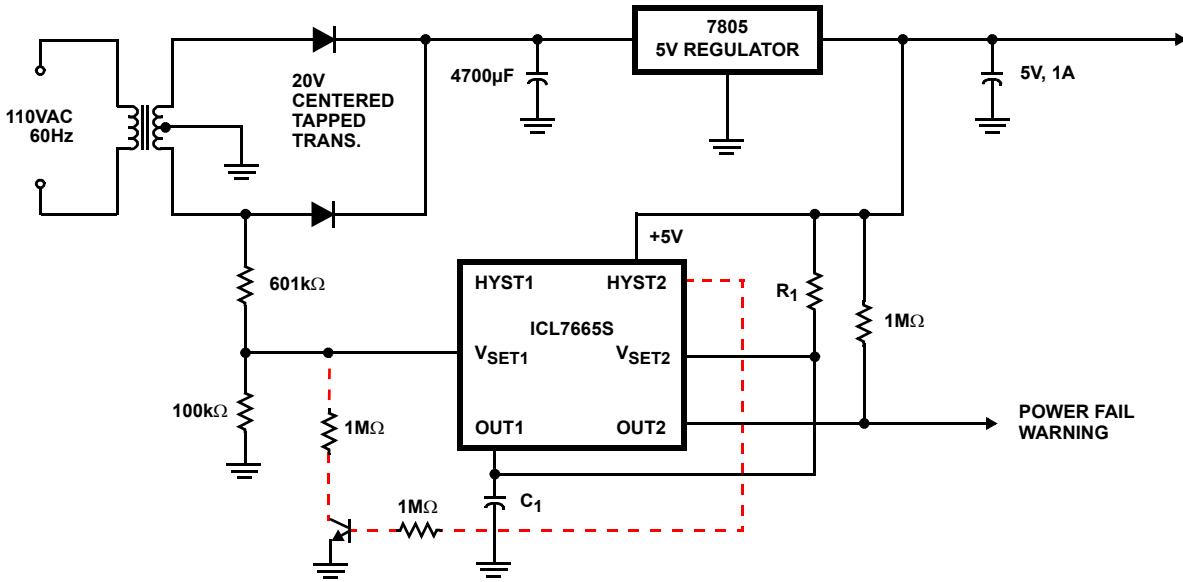 7805
5V REGULATOR
4700µF
5V, 1A
20V
CENTERED
TAPPED
TRANS.
110VAC
60Hz
+5V
601kΩ
HYST1
HYST2
R1
ICL7665S
1MΩ
VSET1
VSET2
100kΩ
1MΩ
OUT1
OUT2
POWER FAIL
WARNING
C1
1MΩ